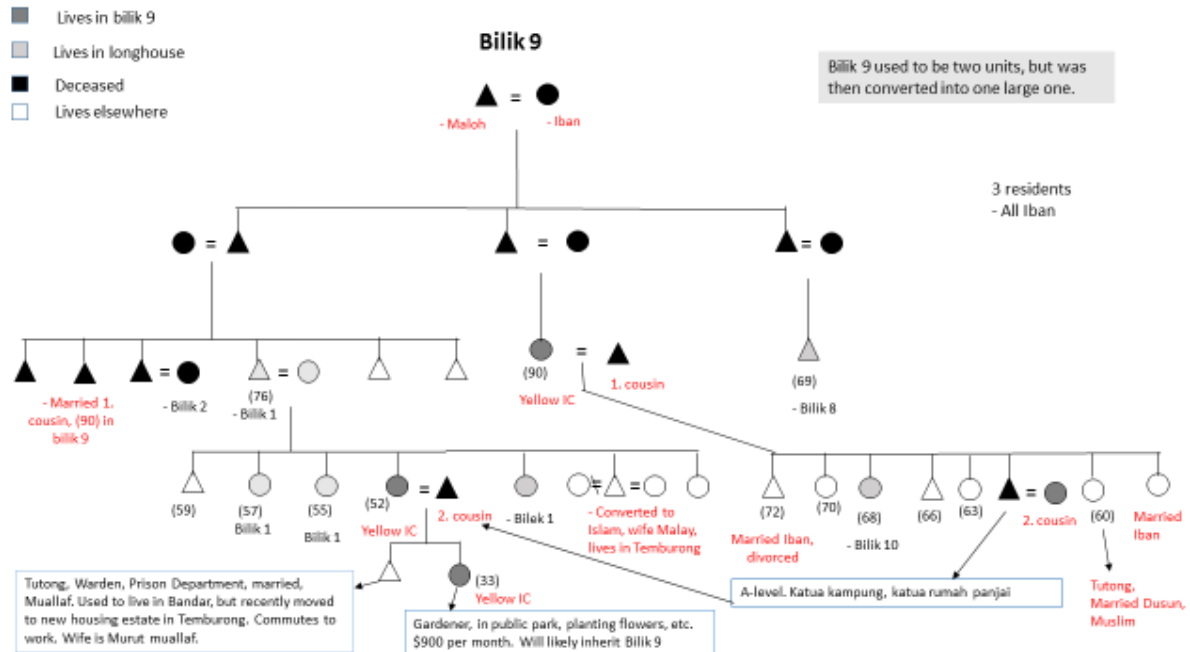 Lives in bilik 9
Lives in longhouse
Deceased
Lives elsewhere
Bilik 9
Bilik 9 used to be two units, but was
then converted into one large one.
=
- Maloh
- Iban
3 residents
- All Iban
=
=
=
=
=
=
(76)
- Bilik 1
- Married 1.
cousin, (90) in
bilik 9
- Bilik 2
(90)
Yellow IC
1. cousin
(69)
- Bilik 8
(59)
(57)
Bilik 1
(55)
Bilik 1
(52)
=
Yellow IC
2. cousin
- Bilek 1
=
=
- Converted to
Islam, wife Malay,
lives in Temburong
(72)
Married Iban,
divorced
(70)
(68)
- Bilik 10
(66)
(63)
=
2. cousin
(60)
Married
Iban
(33)
Yellow IC
Tutong, Warden, Prison Department, married,
Muallaf. Used to live in Bandar, but recently moved
to new housing estate in Temburong. Commutes to
work. Wife is Murut muallaf.
Gardener, in public park, planting flowers, etc.
$900 per month. Will likely inherit Bilik 9
A-level. Katua kampung, katua rumah panjai
Tutong,
Married Dusun,
Muslim